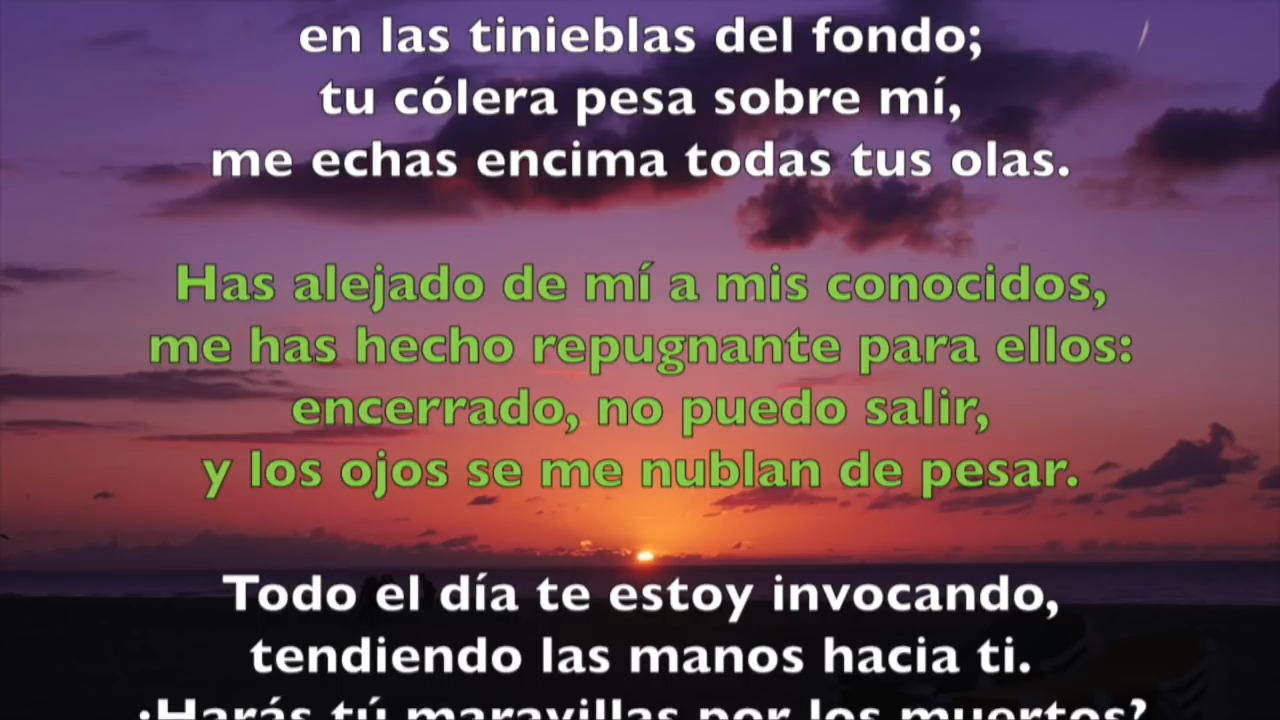 en las tinieblas del fondo;
tu cólera pesa sobre mí,
me echas encima todas tus olas.
Has alejado de mí a mis conocidos,
me has hecho repugnante para ellos:
encerrado, no puedo salir,
y los ojos se me nublan de pesar.
Todo el día te estoy invocando,
tendiendo las manos hacia ti.
¿Harás tú maravillas por los muertos?